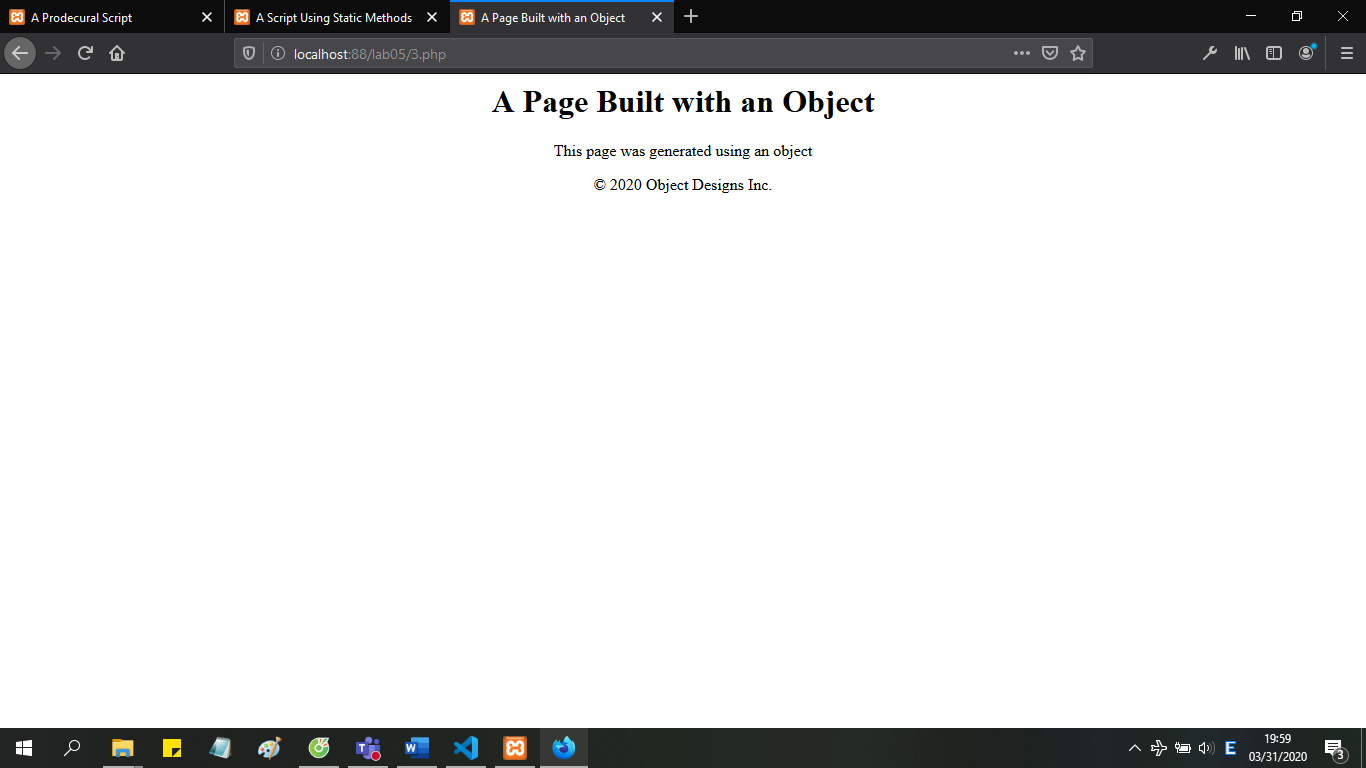 A Prodecural Script
A Script Using Static Methods
A Page Built with an Object
localhost:88/lab05/3.php
A Page Built with an Object
This page was generated using an object
© 2020 Object Designs Inc.
E
19:59
03/31/2020
3